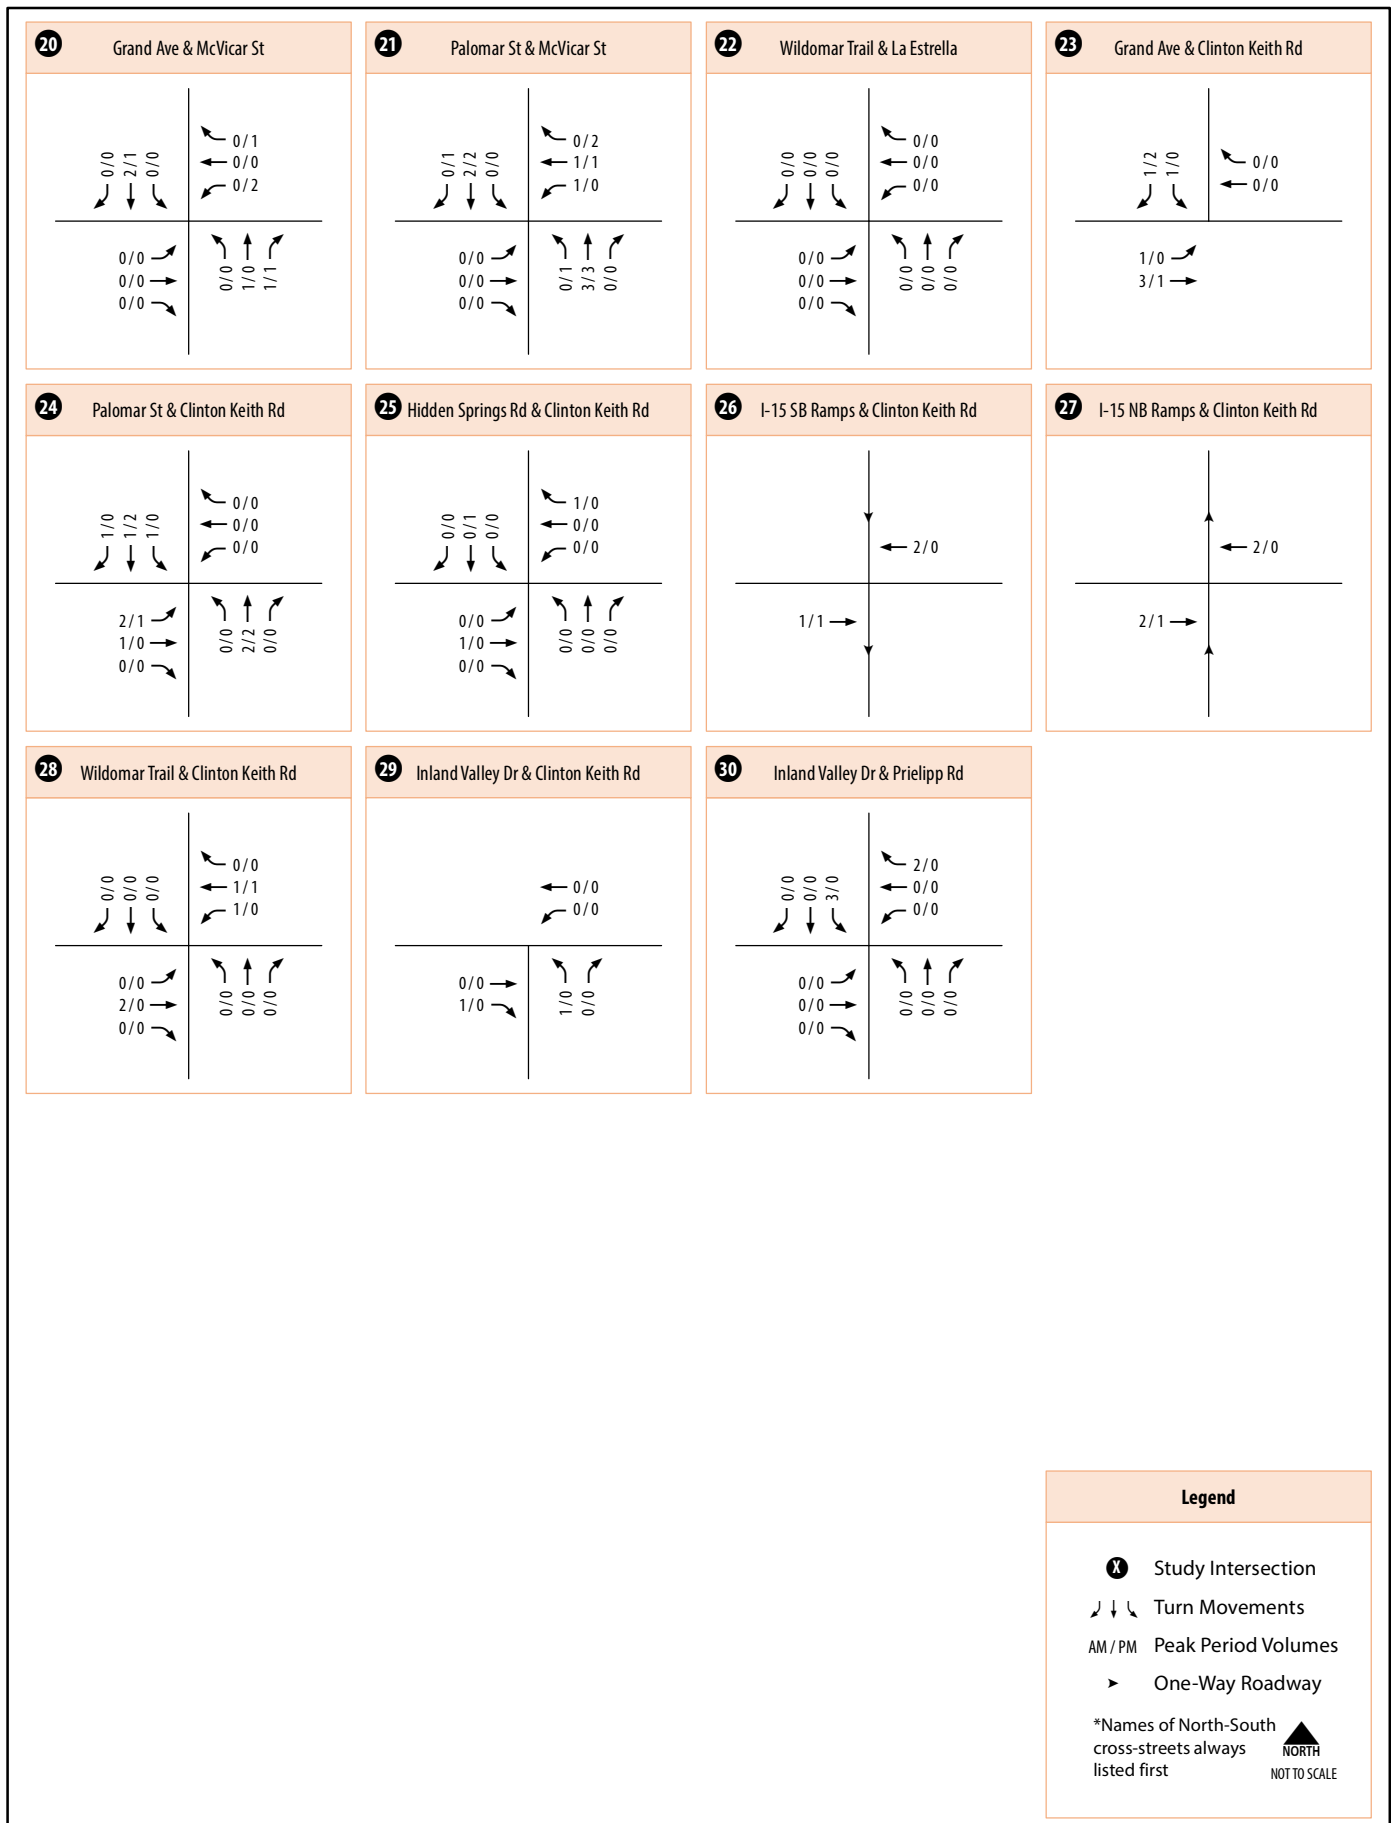 20 Grand Ave & McVicar St
0/0 2/1 0/0
0/1
0/0
0/2
0/0
0/0
0/0
0/0 1/0 1/1
21 Palomar St & McVicar St
0/1 2/2 0/0
0/2
1/1
1/0
0/0
0/0
0/0
0/1 3/3 0/0
22 Wildomar Trail & La Estrella
0/0 0/0 0/0
0/0
0/0
0/0
0/0
0/0
0/0
0/0 0/0 0/0
23 Grand Ave & Clinton Keith Rd
1/2 1/0
0/0
0/0
1/0
3/1
24 Palomar St & Clinton Keith Rd
1/0 1/2 1/0
0/0
0/0
0/0
2/1
1/0
0/0
0/0 2/2 0/0
25 Hidden Springs Rd & Clinton Keith Rd
0/0 0/1 0/0
1/0
0/0
0/0
0/0
1/0
0/0
0/0 0/0 0/0
26 I-15 SB Ramps & Clinton Keith Rd
2/0
1/1
27 I-15 NB Ramps & Clinton Keith Rd
2/0
2/1
28 Wildomar Trail & Clinton Keith Rd
0/0 0/0 0/0
0/0
1/1
1/0
0/0
2/0
0/0
0/0 0/0 0/0
29 Inland Valley Dr & Clinton Keith Rd
0/0
0/0
0/0
1/0
1/0 0/0
30 Inland Valley Dr & Prielipp Rd
0/0 0/0 3/0
2/0
0/0
0/0
0/0
0/0
0/0
0/0 0/0 0/0
Legend
X Study Intersection
Turn Movements
AM / PM Peak Period Volumes
One-Way Roadway
*Names of North-South
cross-streets always
listed first
NORTH
NOT TO SCALE